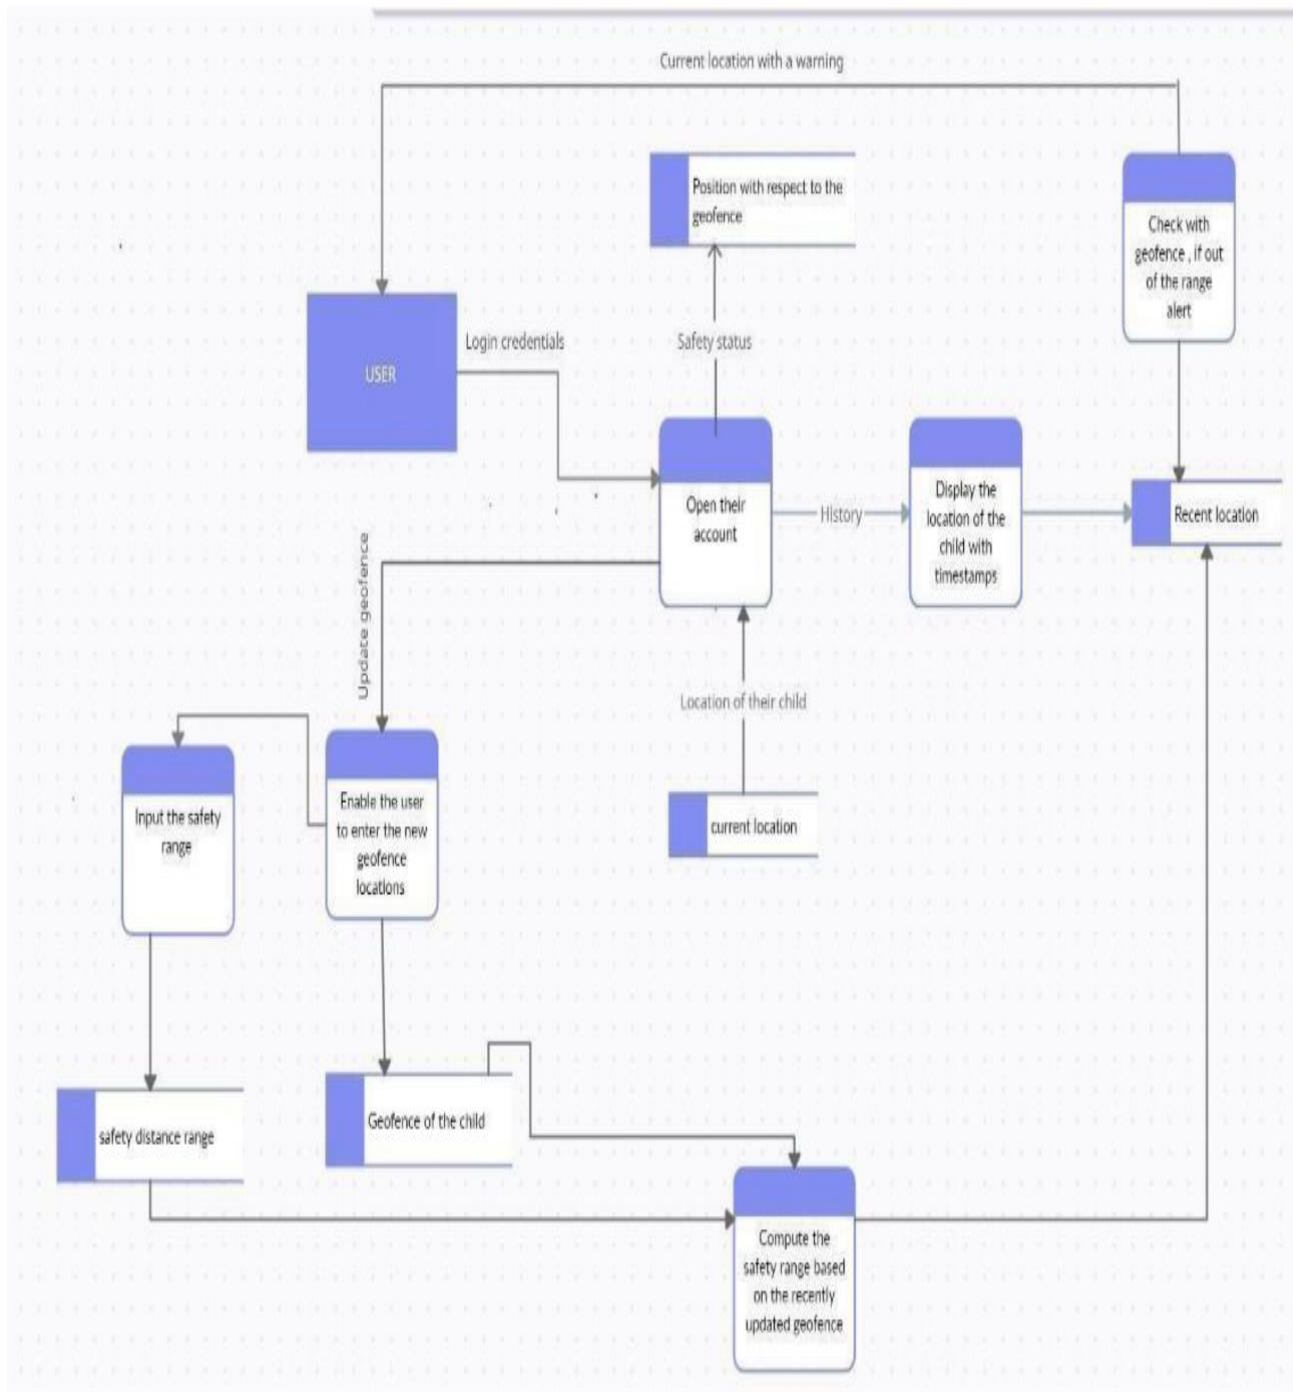 Current location with a warning
Position with respect to the
geofence
Check with
geofence , if out
of the range
alert
USER
Login credentials
Safety status
Open their
account
History
Display the
location of the
child with
timestamps
Recent location
Update geofence
Location of their child
current location
Input the safety
range
Enable the user
to enter the new
geofence
locations
safety distance range
Geofence of the child
Compute the
safety range based
on the recently
updated geofence